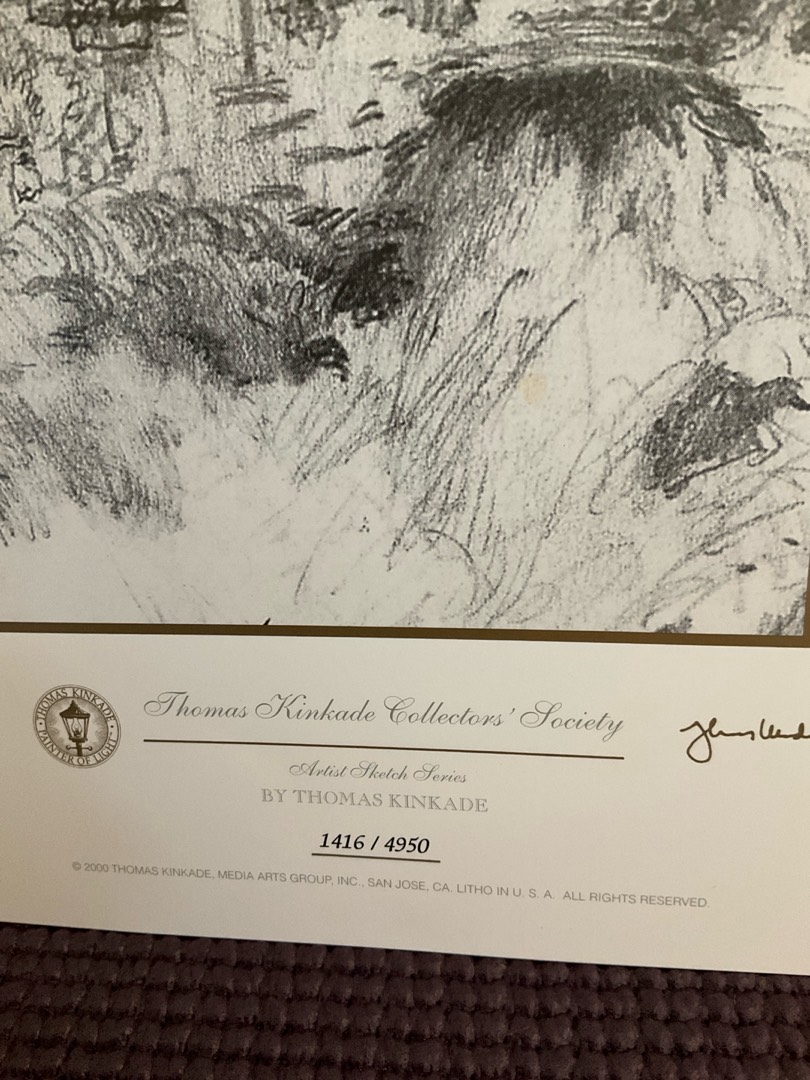 THOMAS KINKADE
PAINTER OF LIGHT
Thomas Kinkade Collectors' Society
Artist Sketch Series
BY THOMAS KINKADE
1416 / 4950
© 2000 THOMAS KINKADE, MEDIA ARTS GROUP, INC., SAN JOSE, CA. LITHO IN U. S. A. ALL RIGHTS RESERVED.